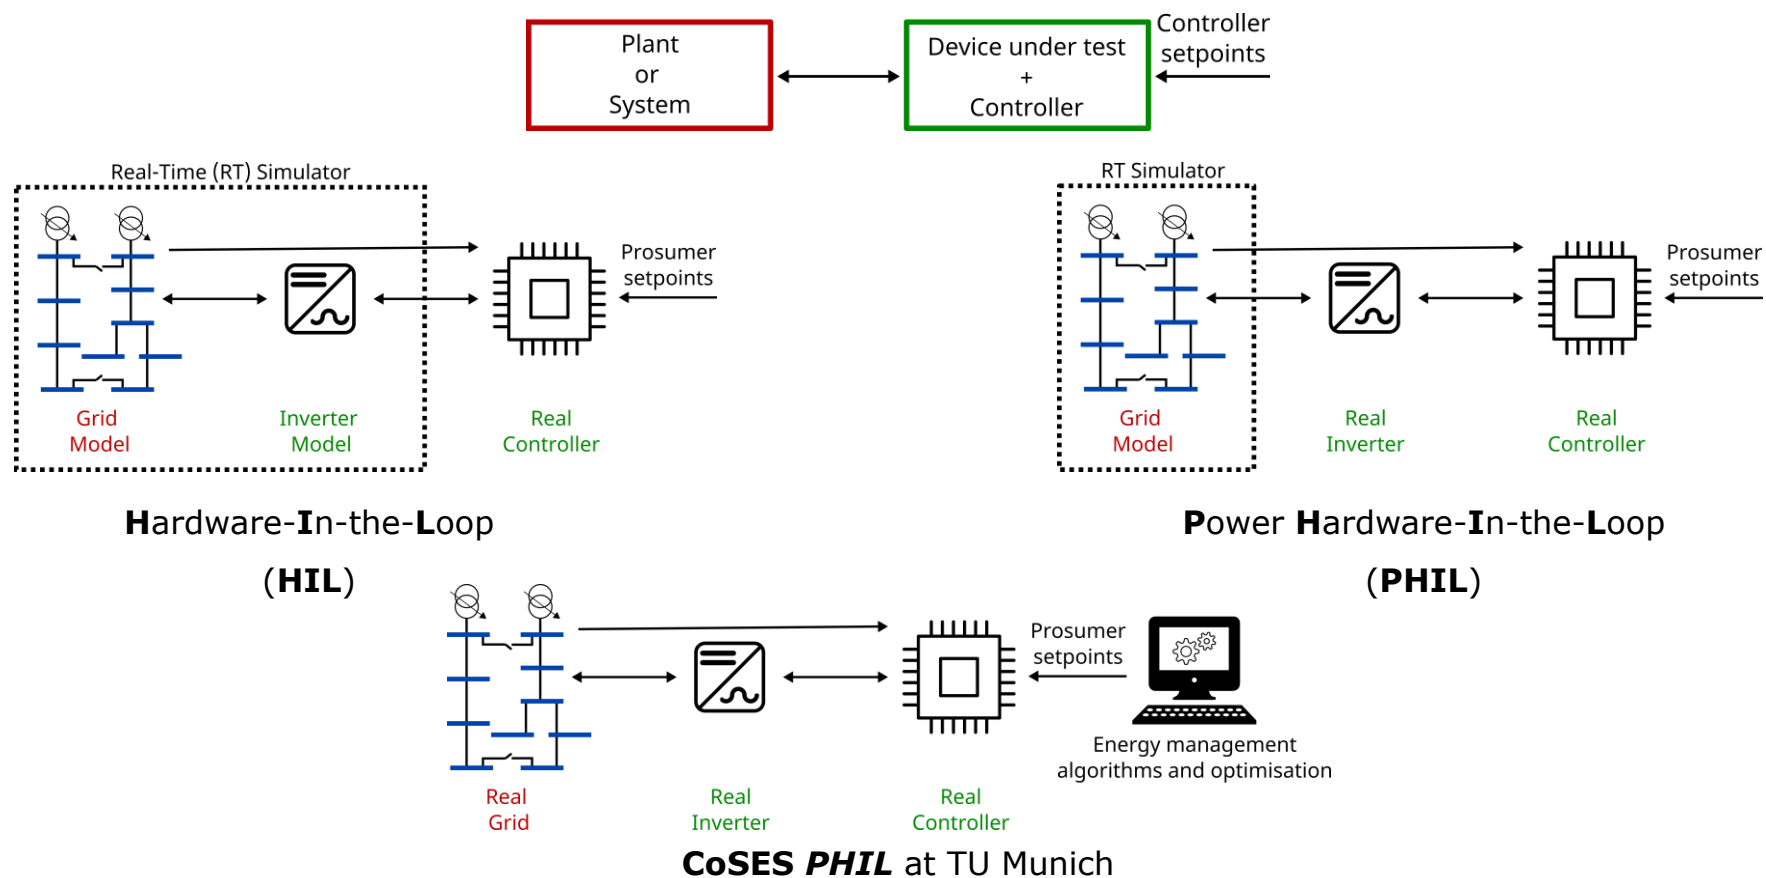 Plant
or
System
Device under test
+
Controller
Controller
setpoints
Real-Time (RT) Simulator
Prosumer
setpoints
Grid
Model
Inverter
Model
Real
Controller
Hardware-In-the-Loop
(HIL)
RT Simulator
Prosumer
setpoints
Grid
Model
Real
Inverter
Real
Controller
Power Hardware-In-the-Loop
(PHIL)
Prosumer
setpoints
Energy management
algorithms and optimisation
Real
Grid
Real
Inverter
Real
Controller
CoSES PHIL at TU Munich